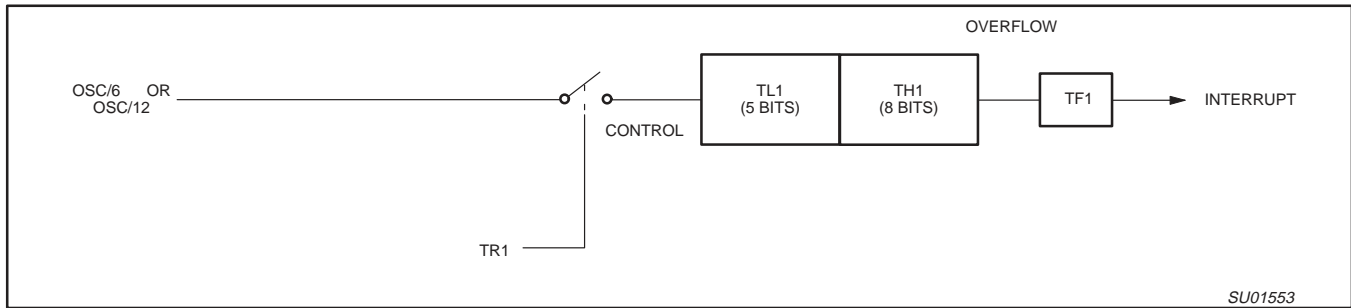 OVERFLOW
OSC/6 OR
OSC/12
TL1
(5 BITS)
TH1
(8 BITS)
TF1
INTERRUPT
CONTROL
TR1
SU01553